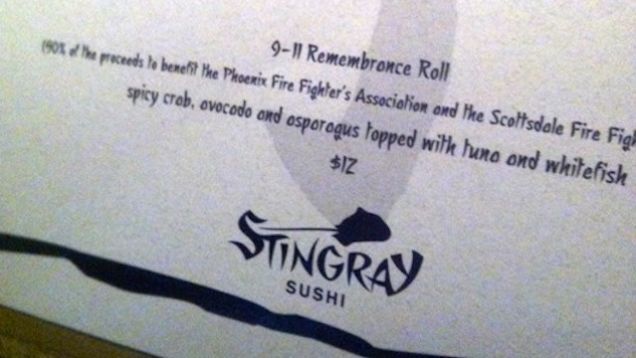 9-11 Remembrance Roll
(90% of the proceeds to benefit the Phoenix Fire Fighter's Association and the Scottsdale Fire
spicy crab, avocado and asparagus topped with tuna and whitefish
$12
STINGRAY
SUSHI